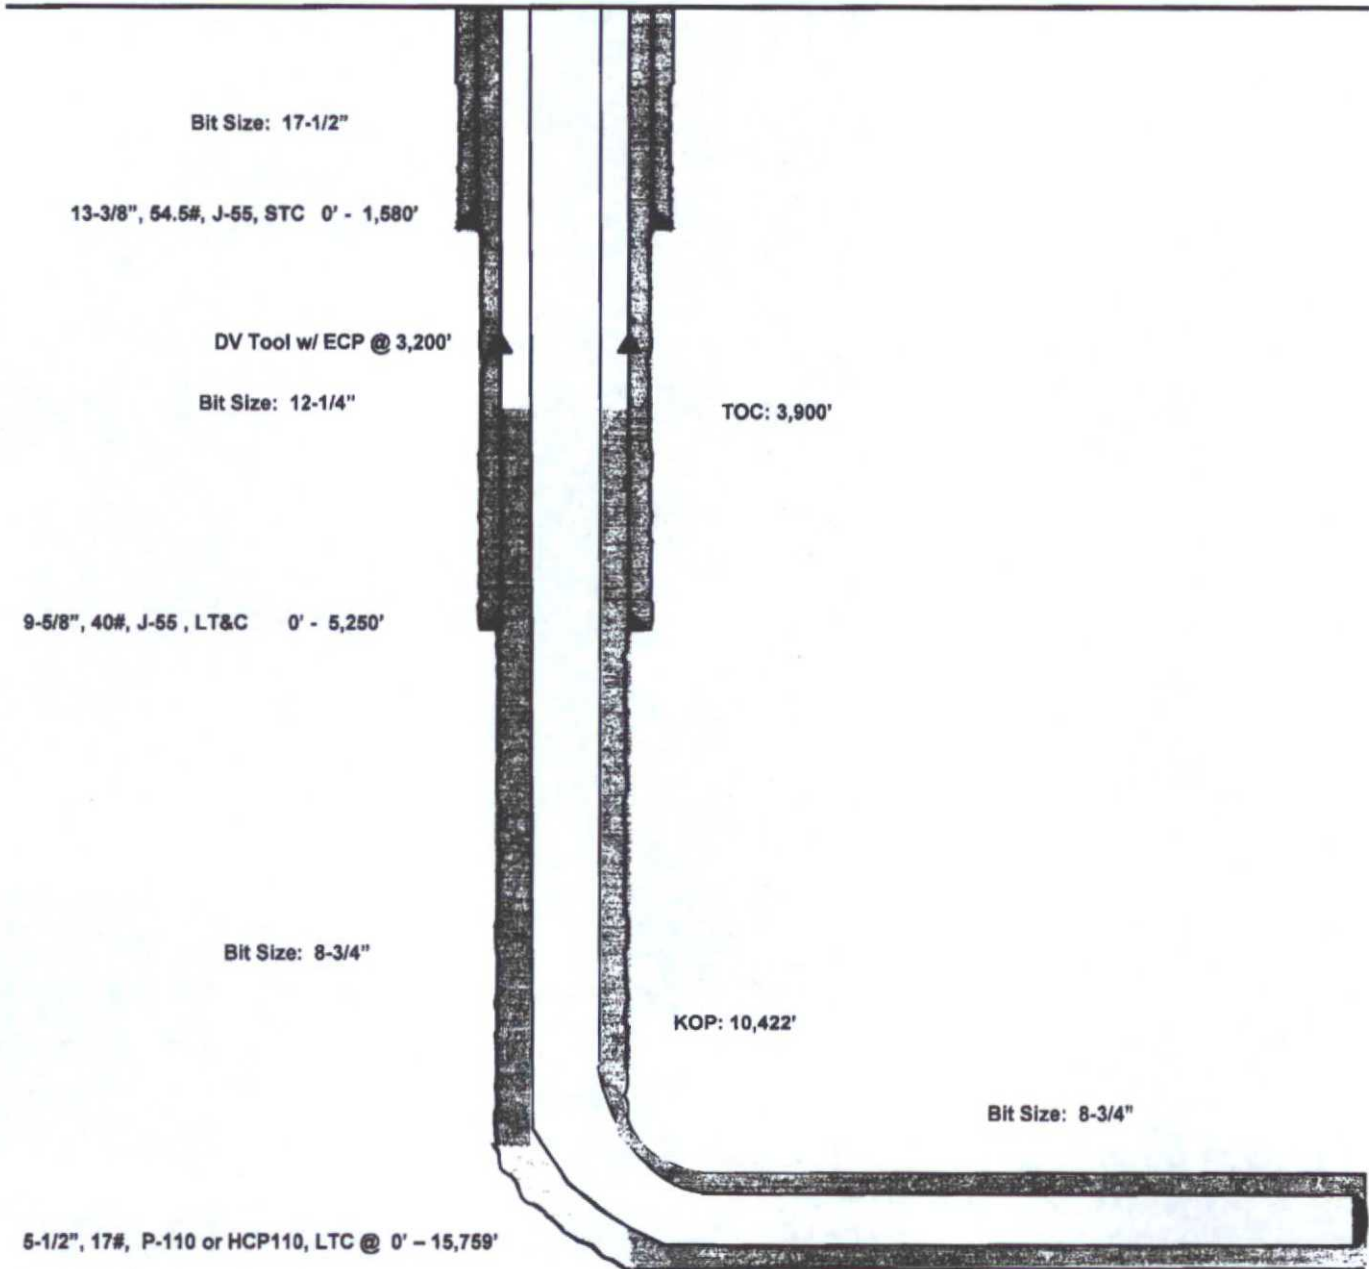 Bit Size: 17-1/2"
13-3/8", 54.5#, J-55, STC 0' - 1,580'
DV Tool w/ ECP @ 3,200'
Bit Size: 12-1/4"
TOC: 3,900'
9-5/8", 40#, J-55 , LT&C 0' - 5,250'
Bit Size: 8-3/4"
KOP: 10,422'
Bit Size: 8-3/4"
5-1/2", 17#, P-110 or HCP110, LTC @ 0' – 15,759'